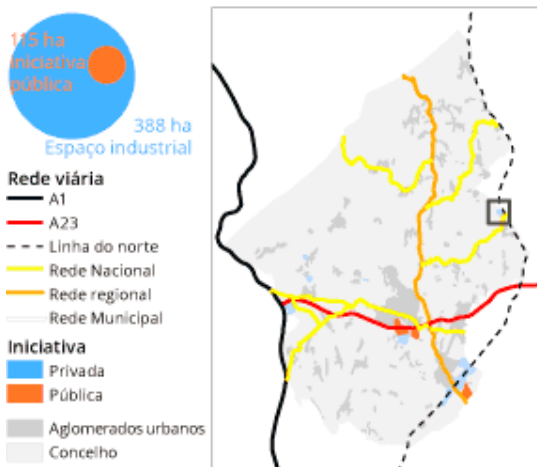 115 ha
Iniciativa
pública
388 ha
Espaço industrial
Rede viária
A1
A23
Linha do norte
Rede Nacional
Rede regional
Rede Municipal
Iniciativa
Privada
Pública
Aglomerados urbanos
Concelho